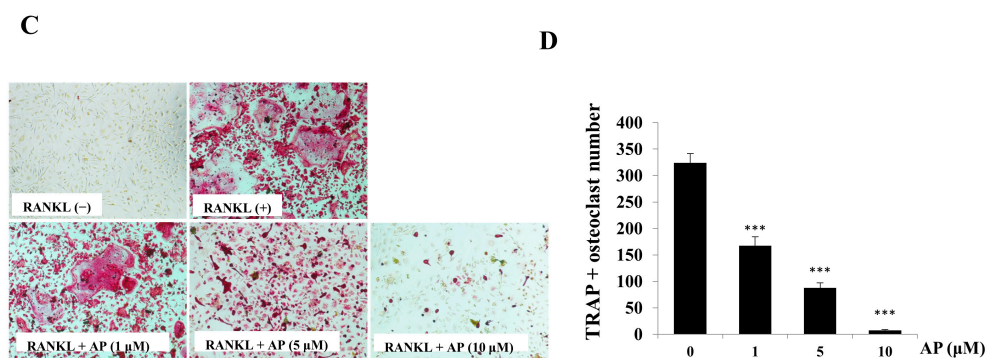 C
D
RANKL (−)
RANKL (+)
RANKL + AP (1 μM)
RANKL + AP (5 μM)
RANKL + AP (10 μM)
TRAP + osteoclast number
400
350
300
250
200
150
100
50
0
***
***
***
0 1 5 10 AP (μM)